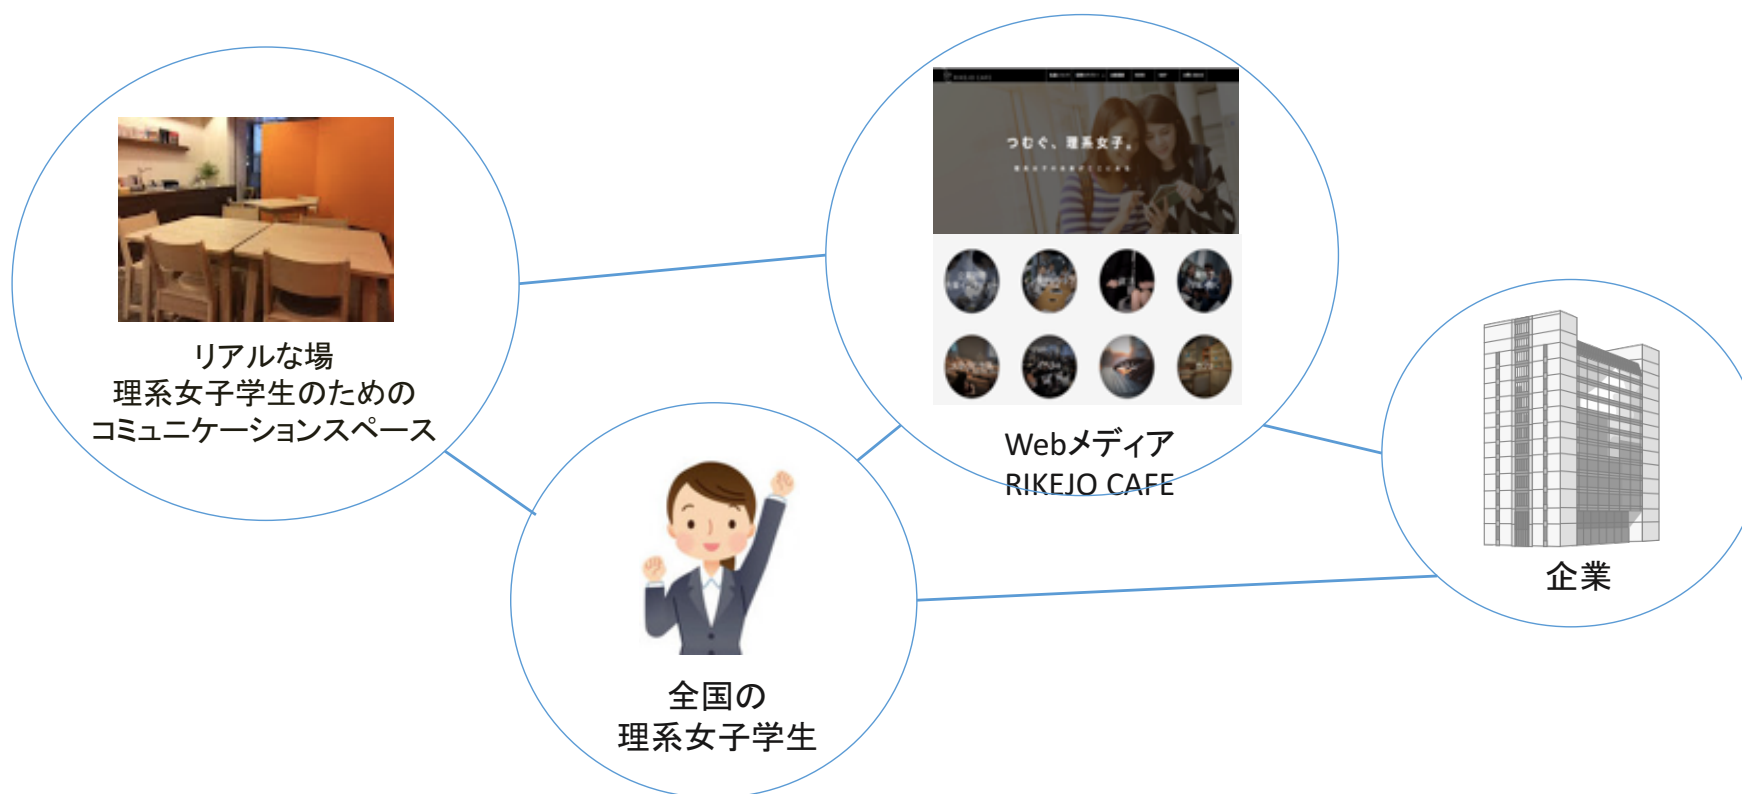 リアルな場
理系女子学生のための
コミュニケーションスペース
RIKEJO CAFE
つむぐ、理系女子。
Webメディア
RIKEJO CAFE
企業
全国の
理系女子学生